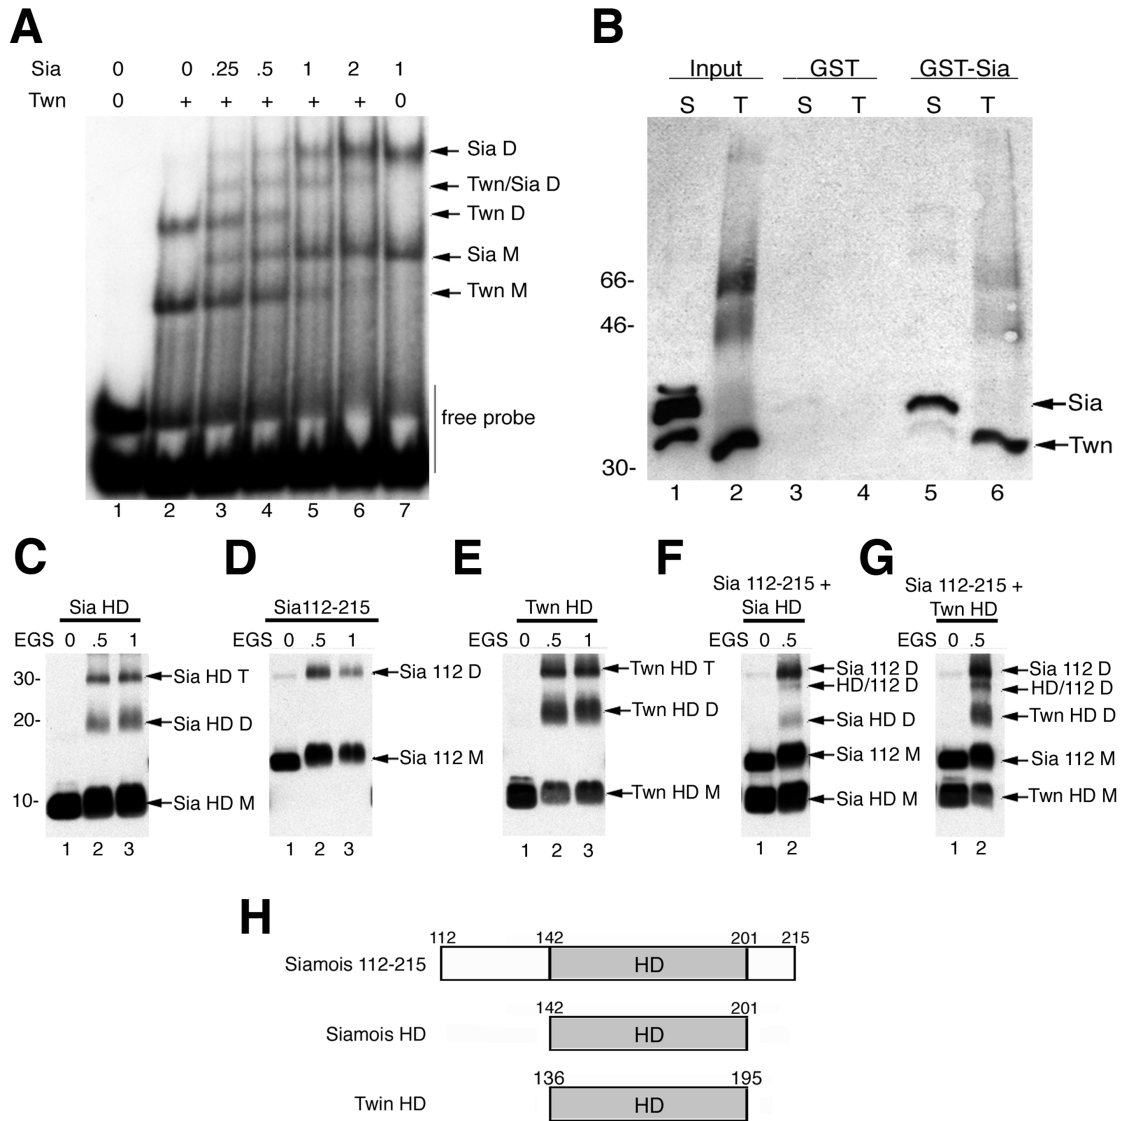 A
Sia 0 0 .25 .5 1 2 1
Twn 0 + + + + + 0
Sia D
Twn/Sia D
Twn D
Sia M
Twn M
free probe
1 2 3 4 5 6 7
B
Input GST GST-Sia
S T S T S T
66-
46-
30-
Sia
Twn
1 2 3 4 5 6
C
Sia HD
EGS 0 .5 1
30-
20-
10-
Sia HD T
Sia HD D
Sia HD M
1 2 3
D
Sia112-215
EGS 0 .5 1
Sia 112 D
Sia 112 M
1 2 3
E
Twn HD
EGS 0 .5 1
Twn HD T
Twn HD D
Twn HD M
1 2 3
F
Sia 112-215 +
Sia HD
EGS 0 .5
Sia 112 D
HD/112 D
Sia HD D
Sia 112 M
Sia HD M
1 2
G
Sia 112-215 +
Twn HD
EGS 0 .5
Sia 112 D
HD/112 D
Twn HD D
Sia 112 M
Twn HD M
1 2
H
112 142 201 215
Siamois 112-215 HD
142 201
Siamois HD HD
136 195
Twin HD HD